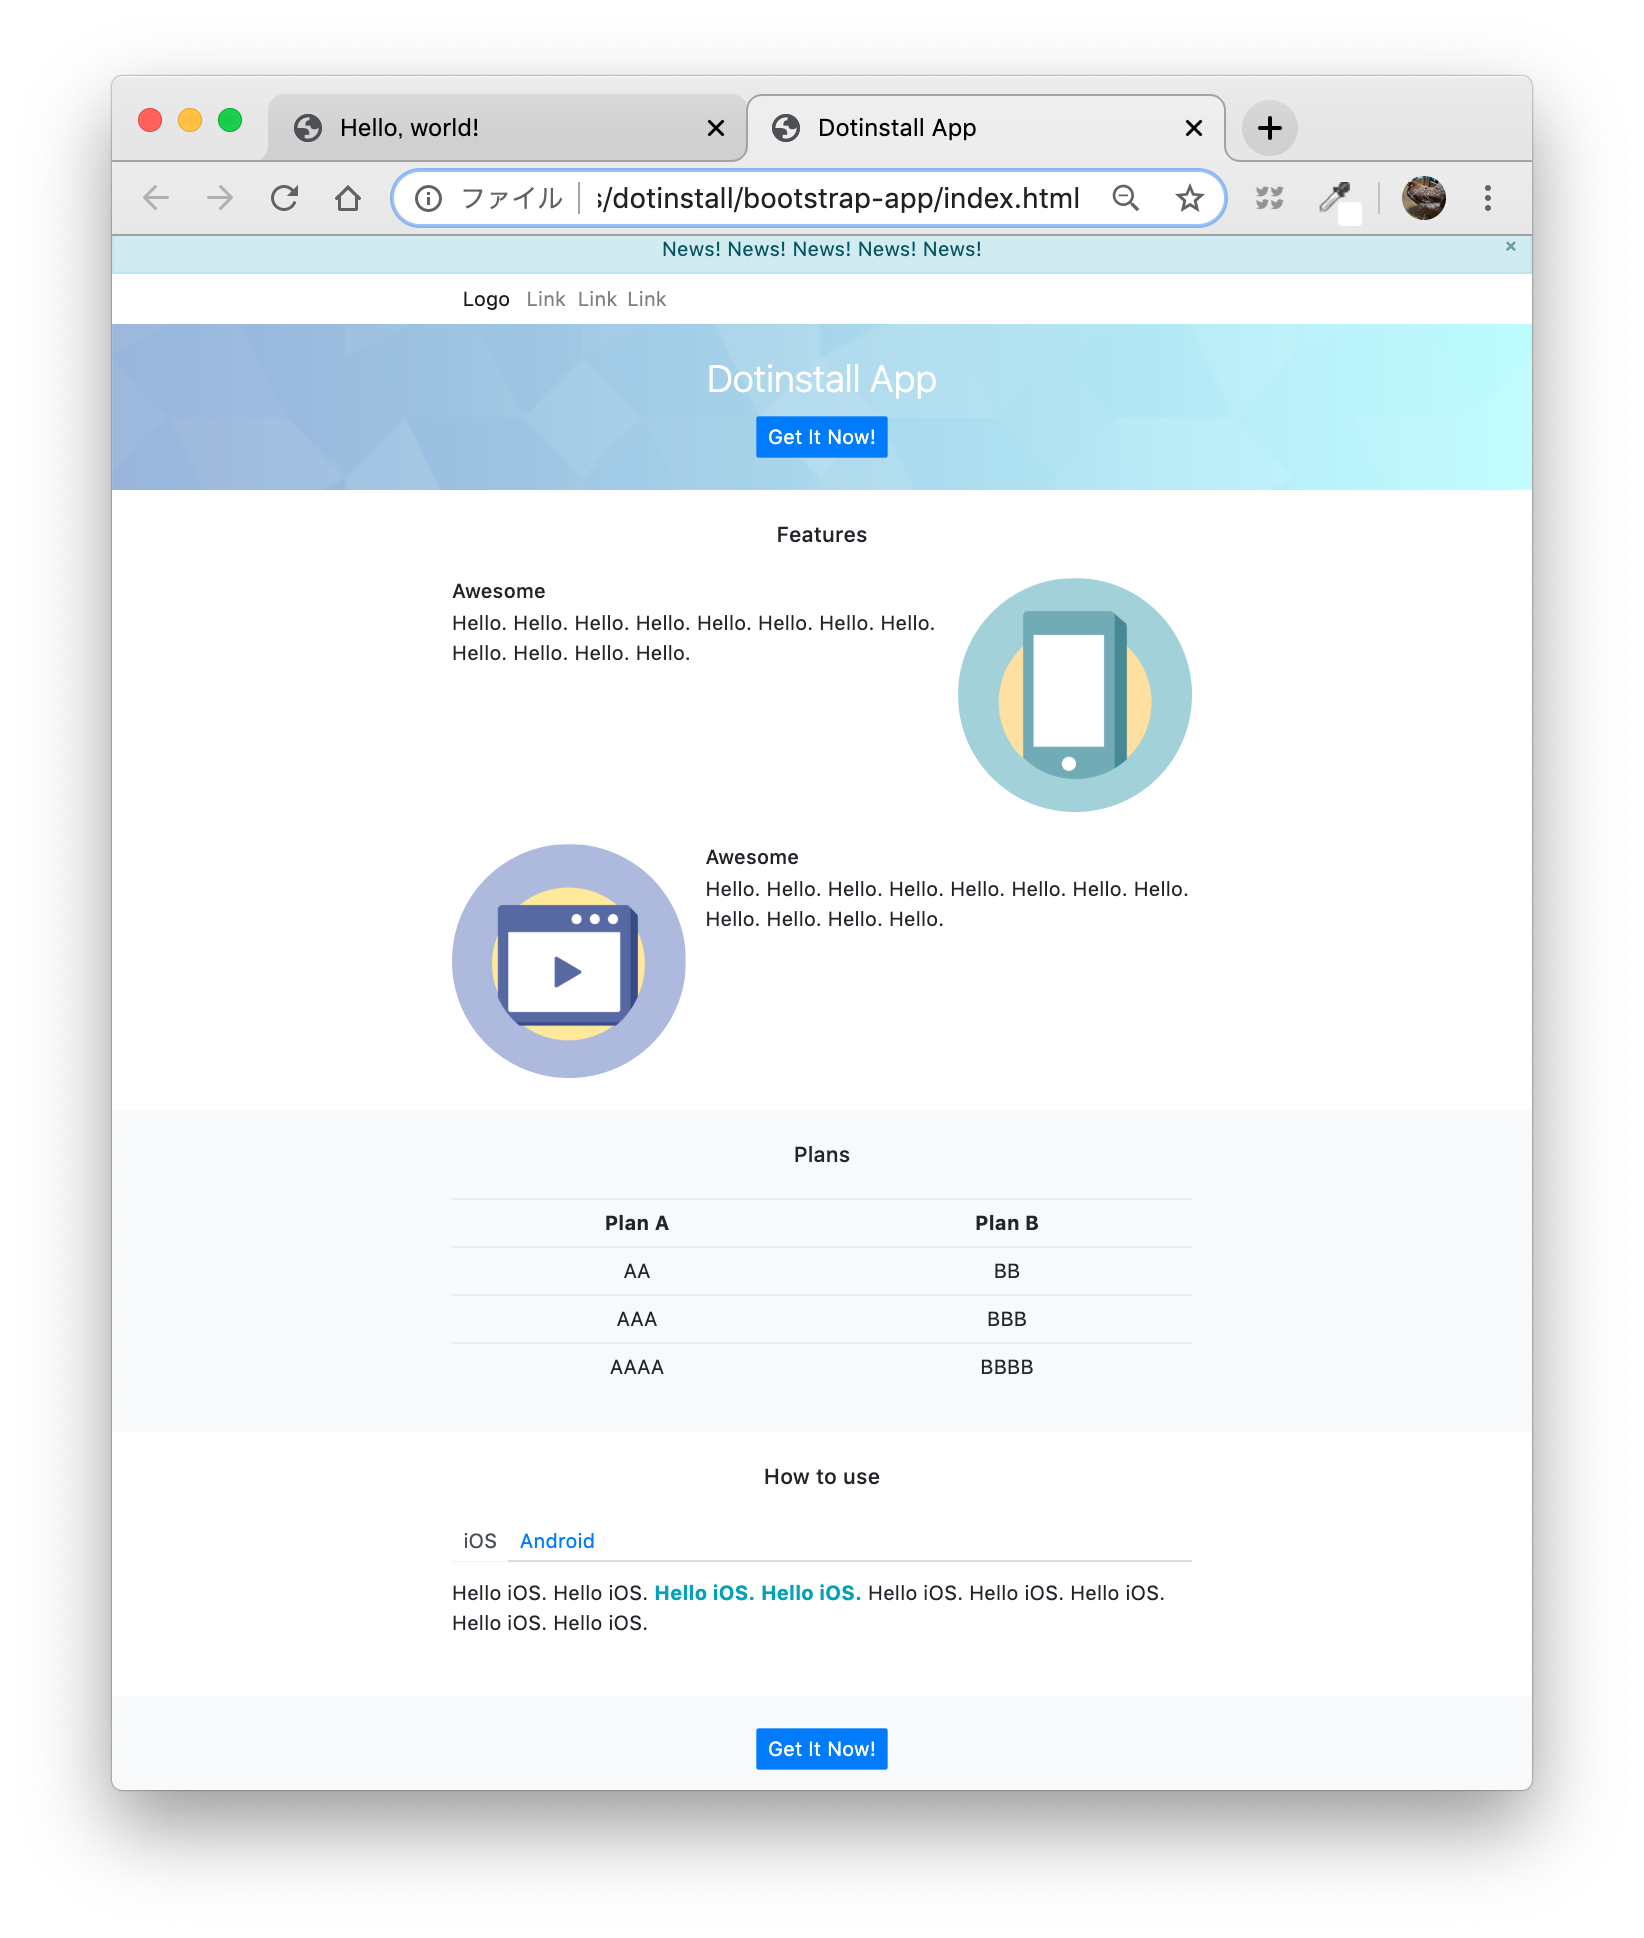 Hello, world!
Dotinstall App
ファイル
/dotinstall/bootstrap-app/index.html
News! News! News! News! News!
Logo Link Link Link
Dotinstall App
Get It Now!
Features
Awesome
Hello. Hello. Hello. Hello. Hello. Hello. Hello. Hello.
Hello. Hello. Hello. Hello.
Awesome
Hello. Hello. Hello. Hello. Hello. Hello. Hello. Hello.
Hello. Hello. Hello. Hello.
Plans
Plan A Plan B
AA BB
AAA BBB
AAAA BBBB
How to use
iOS Android
Hello iOS. Hello iOS. Hello iOS. Hello iOS. Hello iOS. Hello iOS. Hello iOS.
Hello iOS. Hello iOS.
Get It Now!